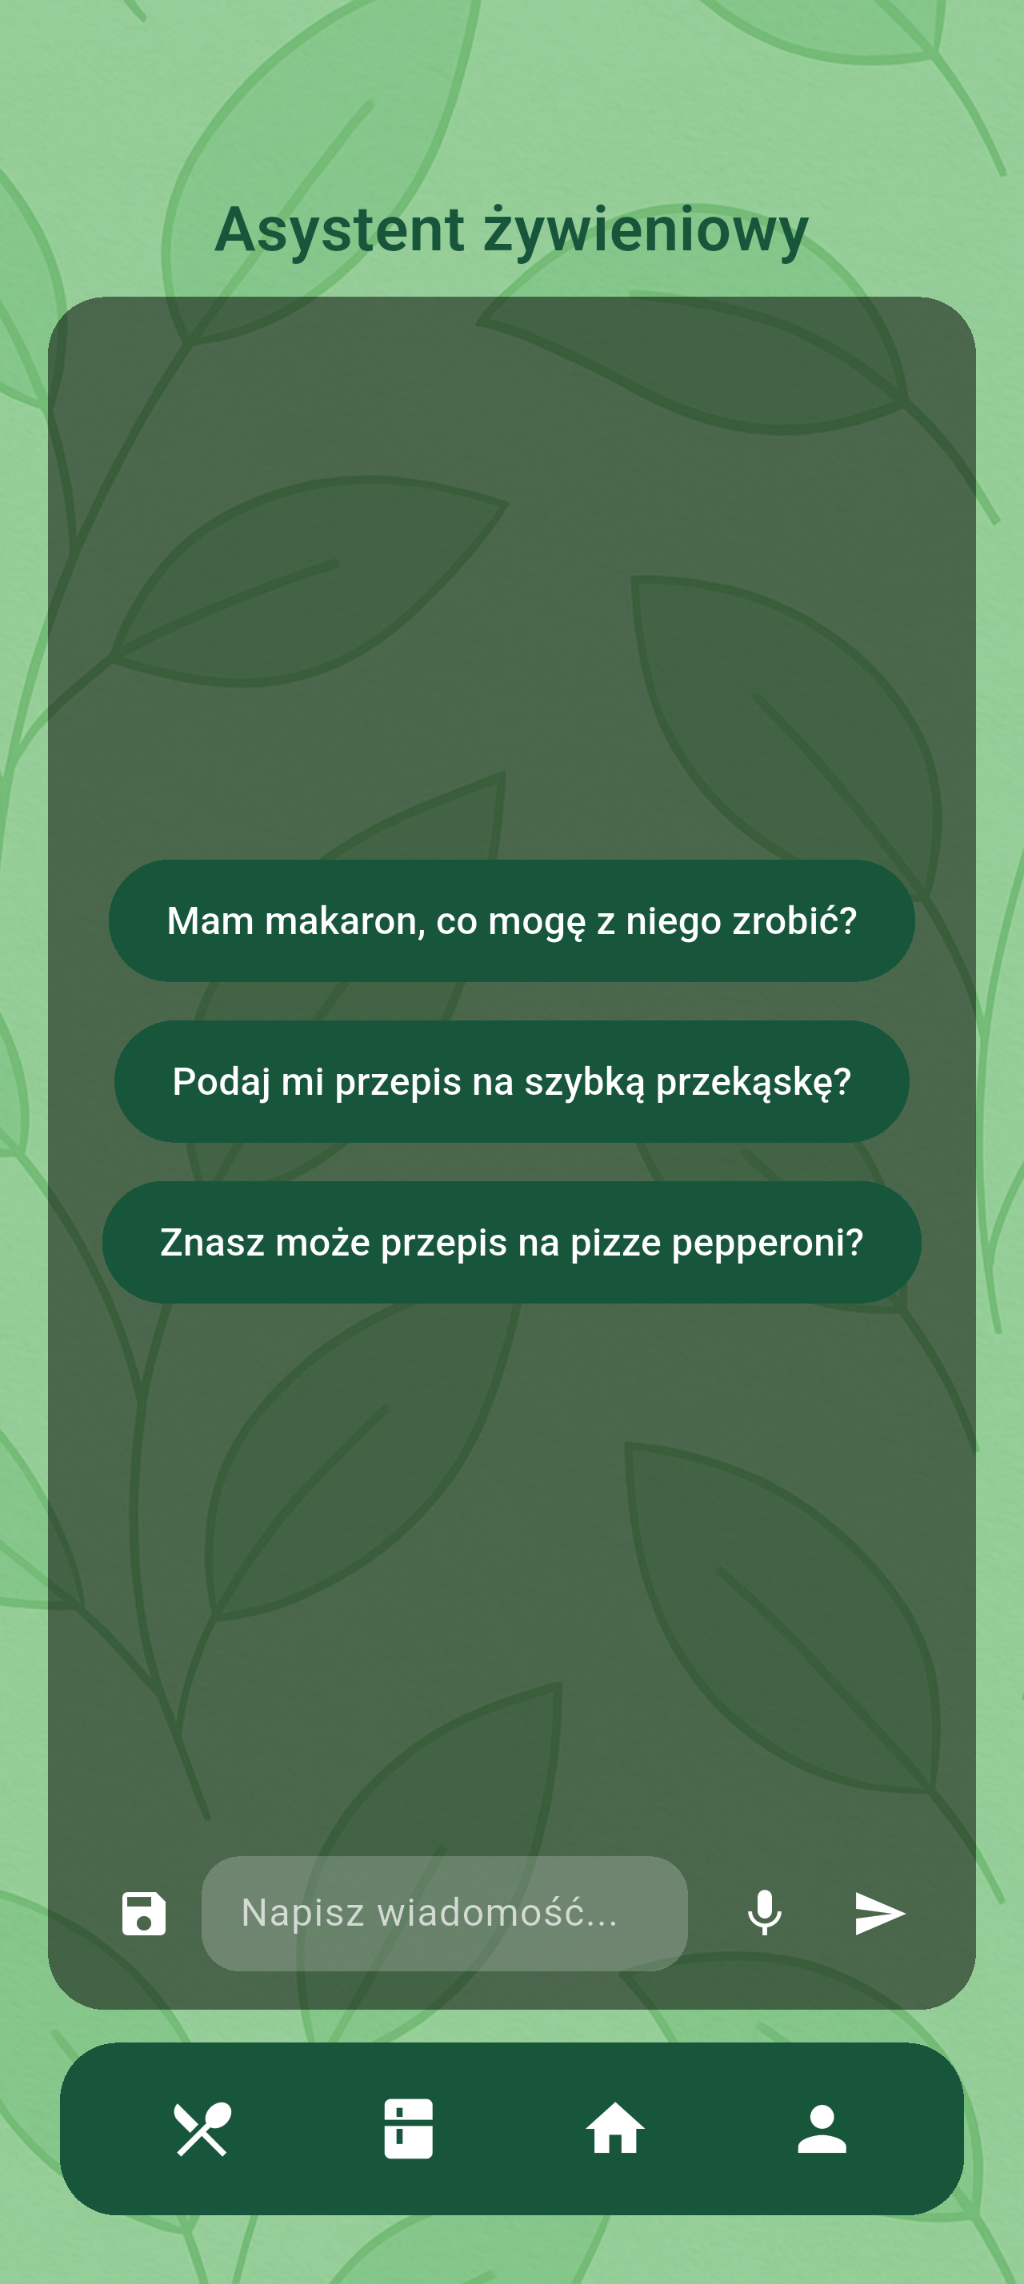 Asystent żywieniowy
Mam makaron, co mogę z niego zrobić?
Podaj mi przepis na szybką przekąskę?
Znasz może przepis na pizze pepperoni?
Napisz wiadomość...